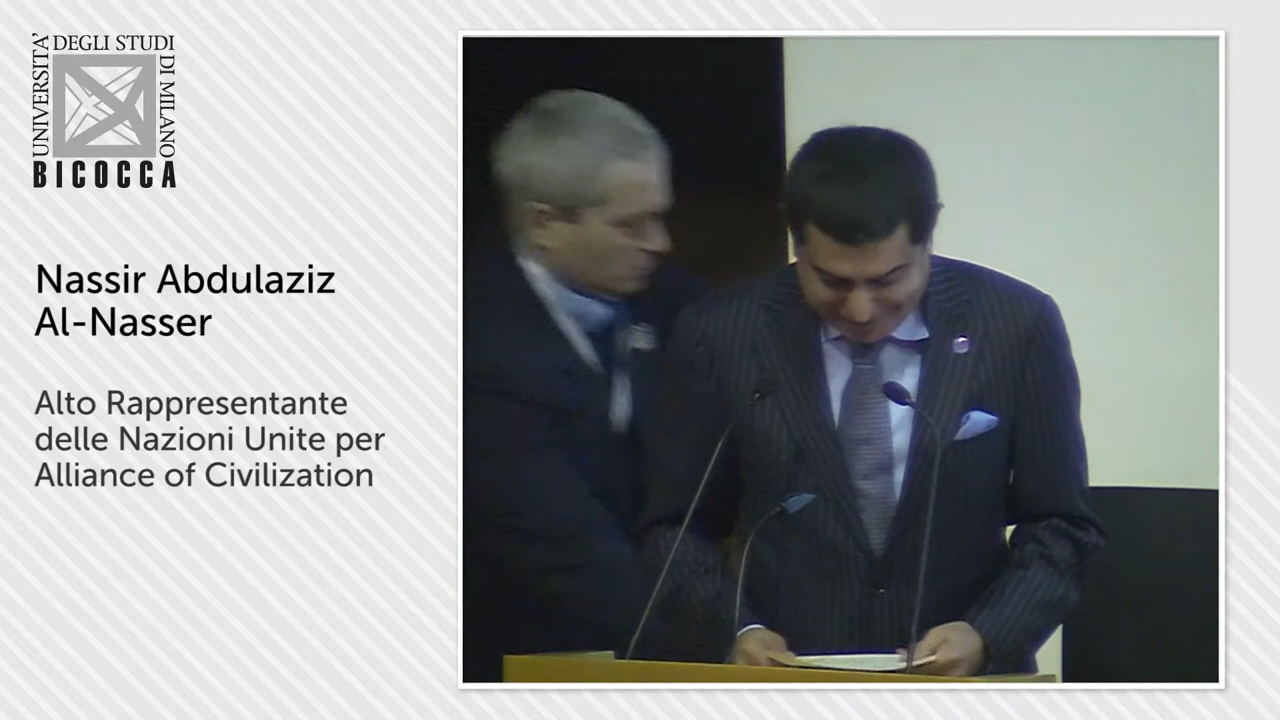 UNIVERSITA' DEGLI STUDI DI MILANO
BICOCCA
Nassir Abdulaziz
Al-Nasser
Alto Rappresentante
delle Nazioni Unite per
Alliance of Civilization